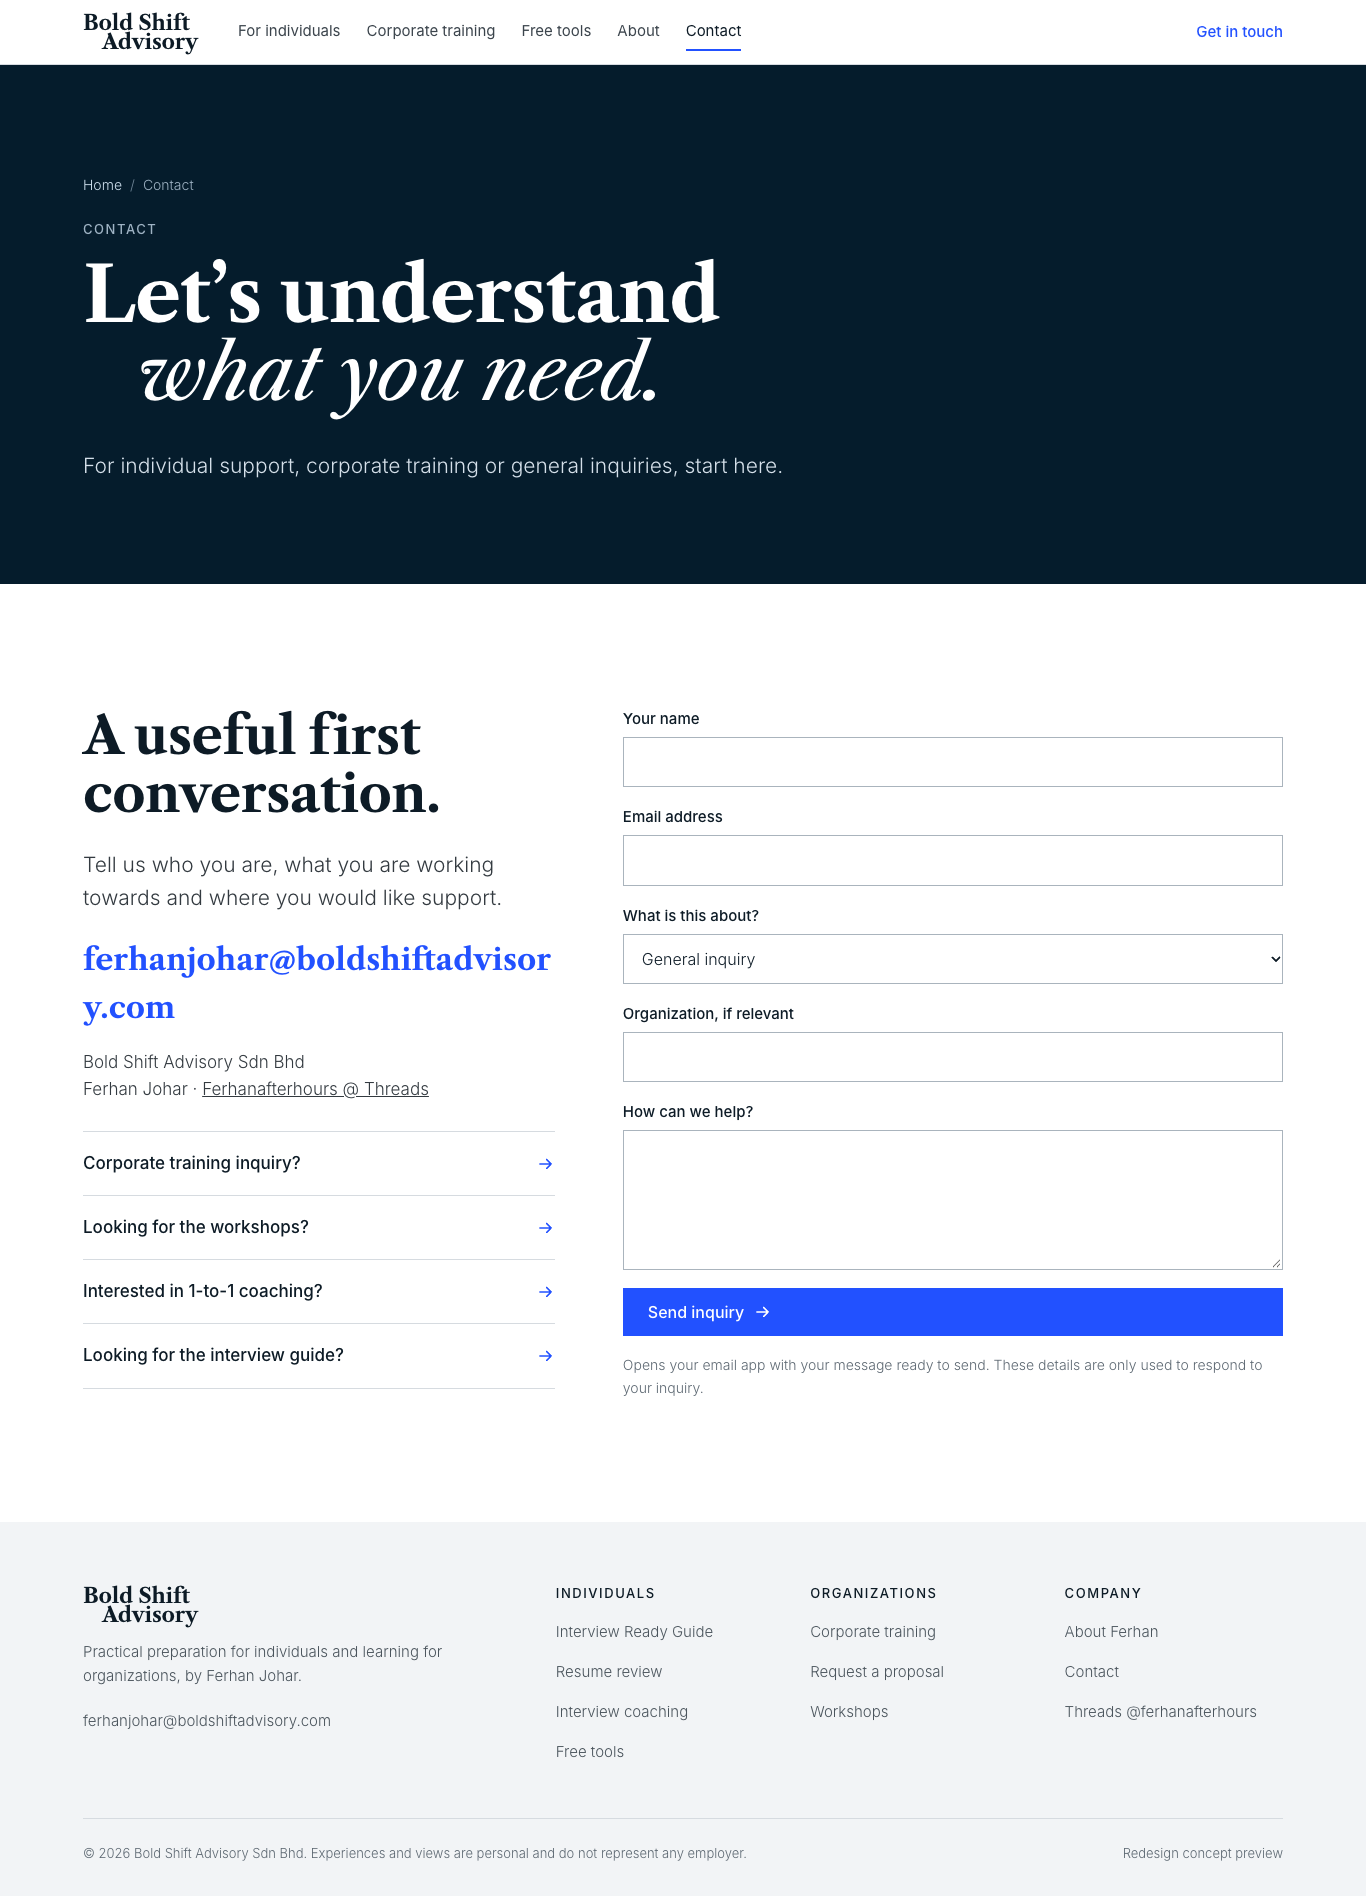 Bold Shift
Advisory
For individuals
Corporate training
Free tools
About
Contact
Get in touch
Home / Contact
CONTACT
Let’s understand
what you need.
For individual support, corporate training or general inquiries, start here.
A useful first
conversation.
Tell us who you are, what you are working
towards and where you would like support.
ferhanjohar@boldshiftadvisor
y.com
Bold Shift Advisory Sdn Bhd
Ferhan Johar · Ferhanafterhours @ Threads
Corporate training inquiry? →
Looking for the workshops? →
Interested in 1-to-1 coaching? →
Looking for the interview guide? →
Your name
Email address
What is this about?
General inquiry
Organization, if relevant
How can we help?
Send inquiry →
Opens your email app with your message ready to send. These details are only used to respond to
your inquiry.
Bold Shift
Advisory
Practical preparation for individuals and learning for
organizations, by Ferhan Johar.
ferhanjohar@boldshiftadvisory.com
INDIVIDUALS
Interview Ready Guide
Resume review
Interview coaching
Free tools
ORGANIZATIONS
Corporate training
Request a proposal
Workshops
COMPANY
About Ferhan
Contact
Threads @ferhanafterhours
© 2026 Bold Shift Advisory Sdn Bhd. Experiences and views are personal and do not represent any employer.
Redesign concept preview